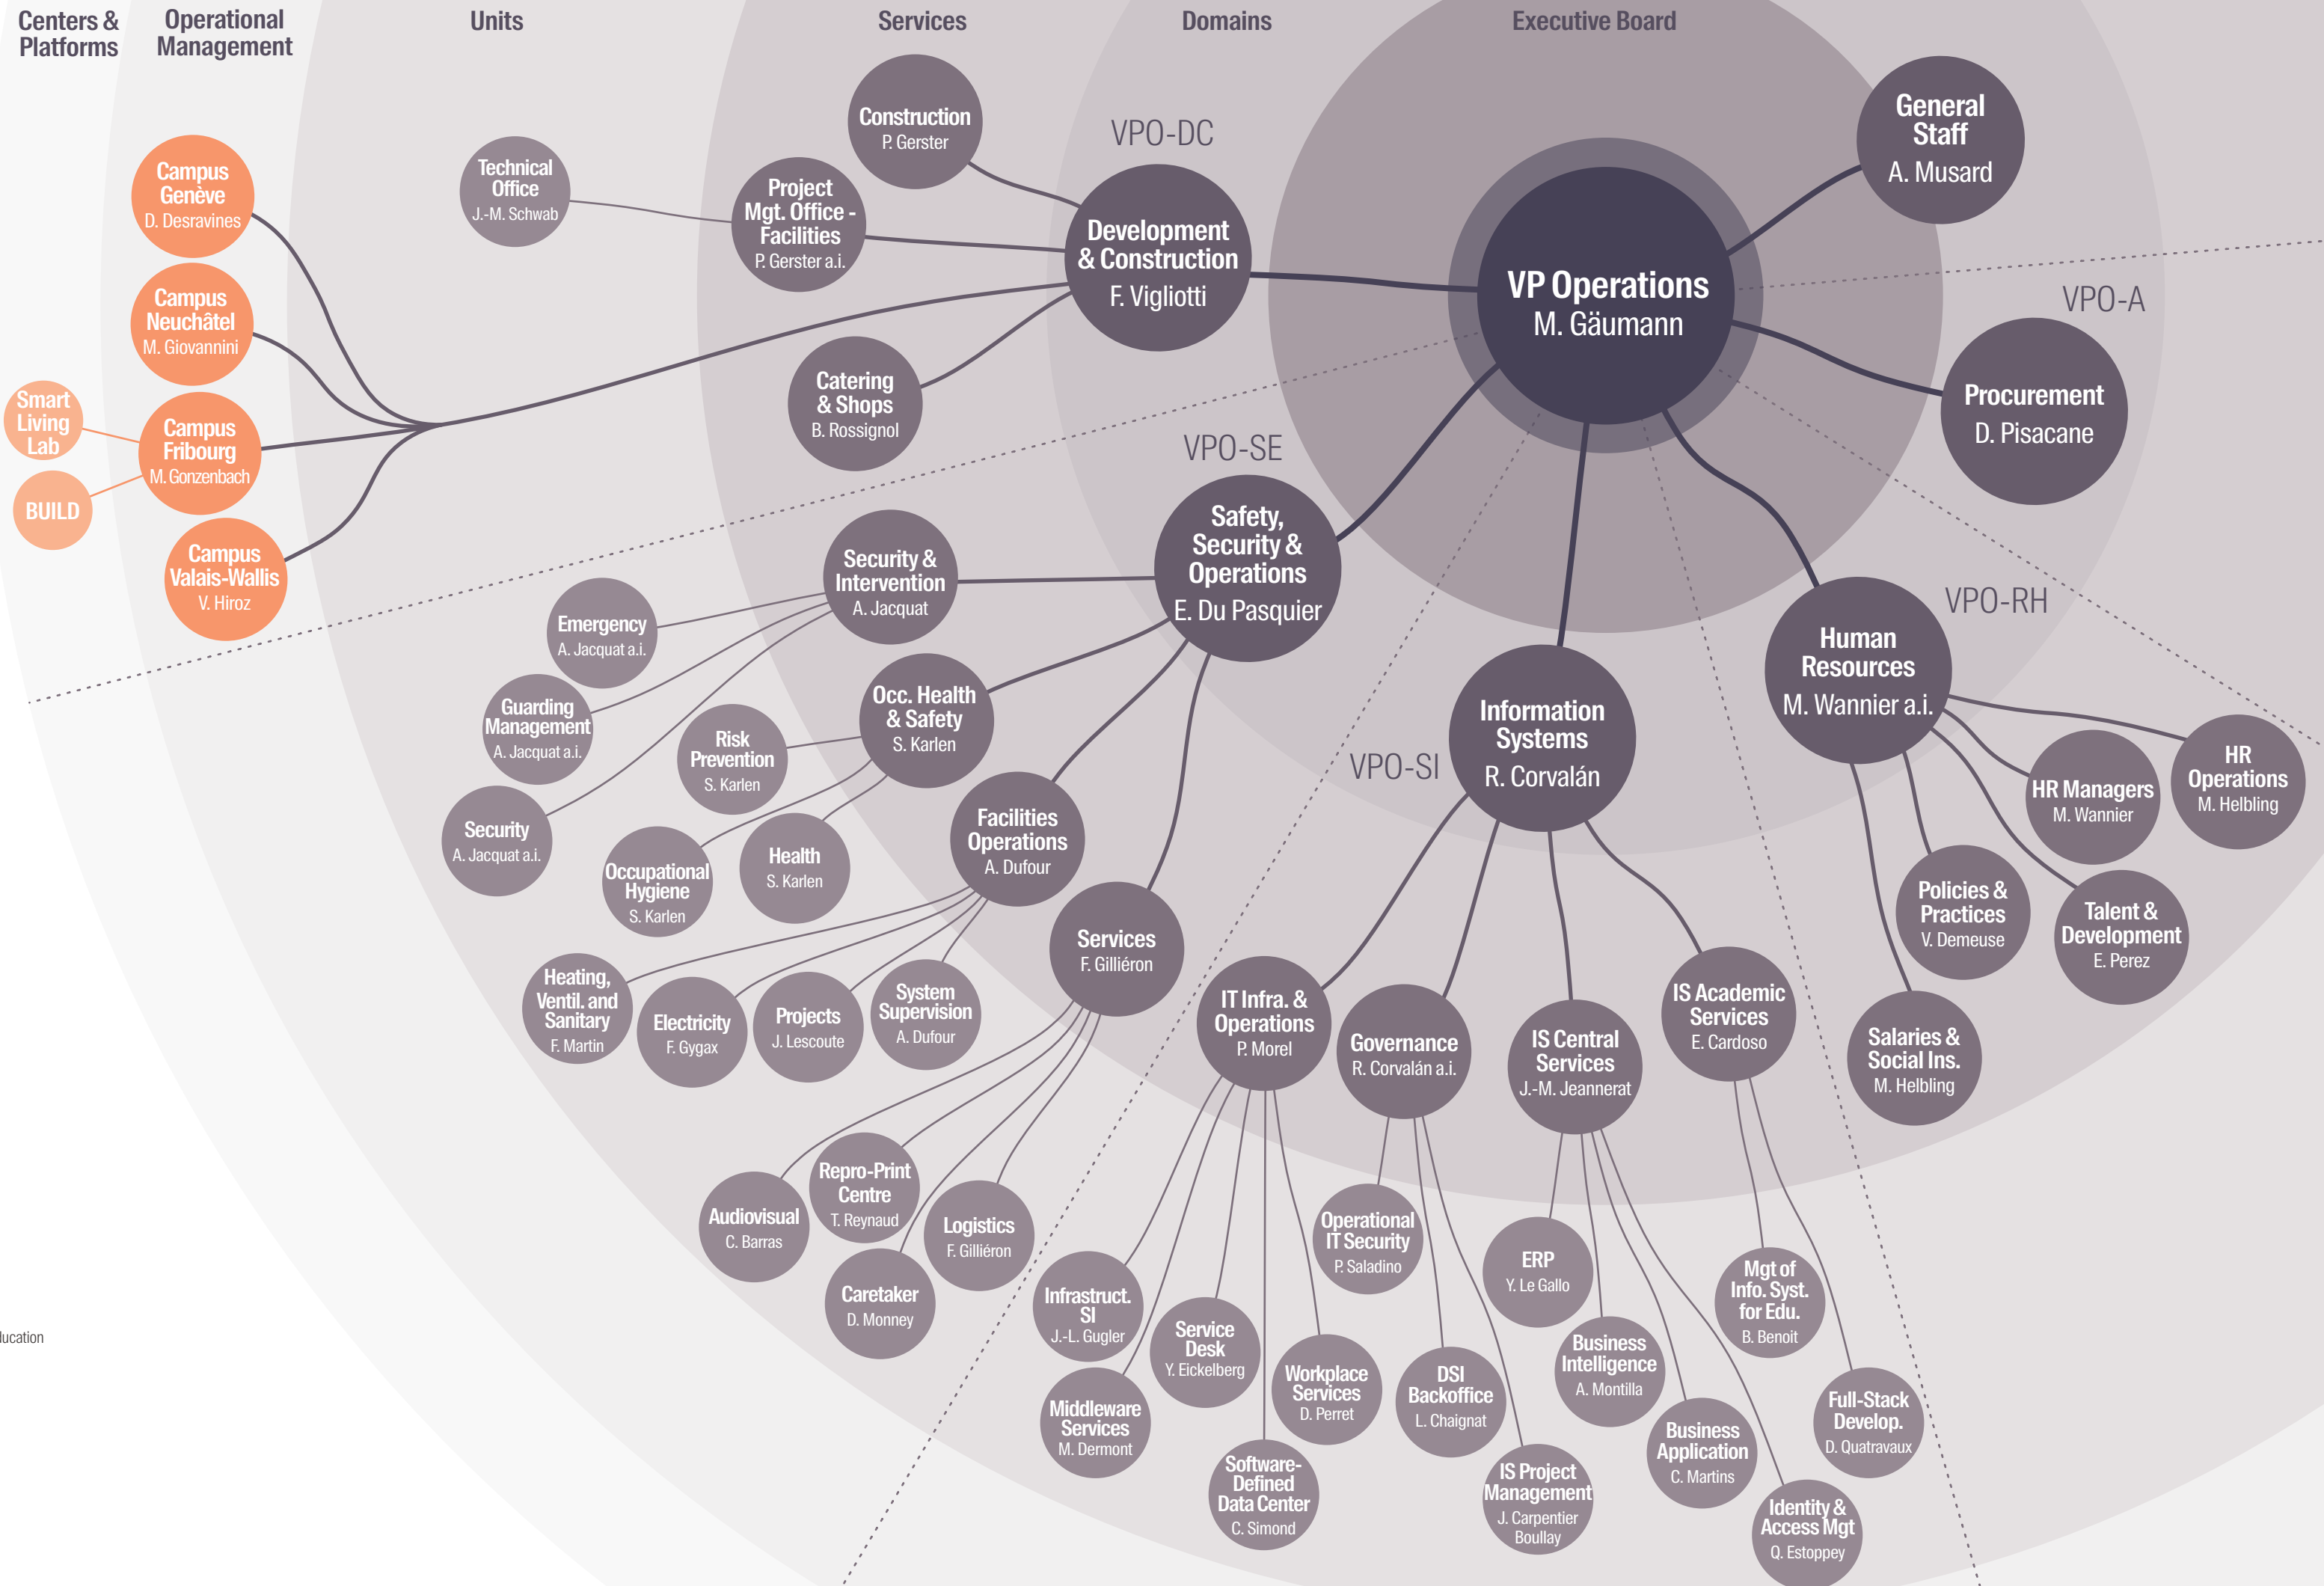 Centers &
Platforms
Operational
Management
Units
Services
Domains
Executive Board
Construction
P. Gerster
VPO-DC
General
Staff
A. Musard
Technical
Office
J.-M. Schwab
Project
Mgt. Office -
Facilities
P. Gerster a.i.
Development
& Construction
F. Vigliotti
VP Operations
M. Gäumann
VPO-A
Procurement
D. Pisacane
Campus
Genève
D. Desravines
Campus
Neuchâtel
M. Giovannini
Smart
Living
Lab
Campus
Fribourg
M. Gonzenbach
BUILD
Campus
Valais-Wallis
V. Hiroz
Catering
& Shops
B. Rossignol
VPO-SE
Safety,
Security &
Operations
E. Du Pasquier
Security &
Intervention
A. Jacquat
Emergency
A. Jacquat a.i.
Guarding
Management
A. Jacquat a.i.
Security
A. Jacquat a.i.
Occ. Health
& Safety
S. Karlen
Risk
Prevention
S. Karlen
Occupational
Hygiene
S. Karlen
Health
S. Karlen
Facilities
Operations
A. Dufour
Heating,
Ventil. and
Sanitary
F. Martin
Electricity
F. Gygax
Projects
J. Lescoute
System
Supervision
A. Dufour
Services
F. Gilliéron
Audiovisual
C. Barras
Repro-Print
Centre
T. Reynaud
Caretaker
D. Monney
Logistics
F. Gilliéron
VPO-SI
Information
Systems
R. Corvalán
IT Infra. &
Operations
P. Morel
Infrastruct.
SI
J.-L. Gugler
Middleware
Services
M. Dermont
Service
Desk
Y. Eickelberg
Software-
Defined
Data Center
C. Simond
Workplace
Services
D. Perret
Governance
R. Corvalán a.i.
Operational
IT Security
P. Saladino
DSI
Backoffice
L. Chaignat
IS Project
Management
J. Carpentier
Boullay
IS Central
Services
J.-M. Jeannerat
ERP
Y. Le Gallo
Business
Intelligence
A. Montilla
Business
Application
C. Martins
Identity &
Access Mgt
Q. Estoppey
IS Academic
Services
E. Cardoso
Mgt of
Info. Syst.
for Edu.
B. Benoit
Full-Stack
Develop.
D. Quatravaux
VPO-RH
Human
Resources
M. Wannier a.i.
HR Managers
M. Wannier
HR
Operations
M. Helbling
Policies &
Practices
V. Demeuse
Talent &
Development
E. Perez
Salaries &
Social Ins.
M. Helbling